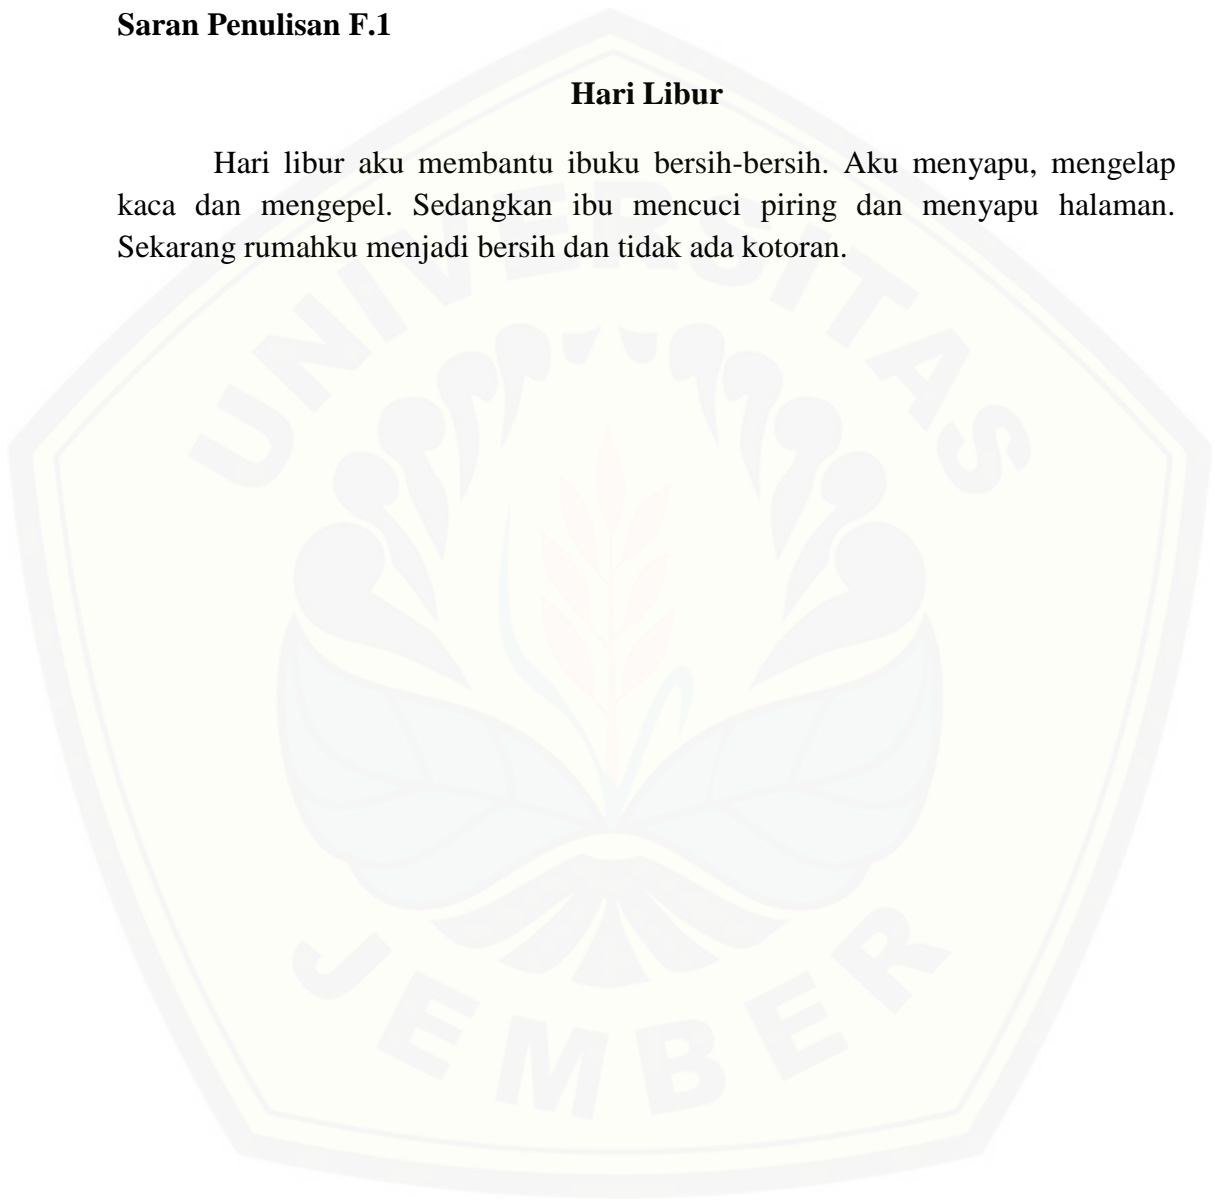 Saran Penulisan F.1
Hari Libur
Hari libur aku membantu ibuku bersih-bersih. Aku menyapu, mengelap
kaca dan mengepel. Sedangkan ibu mencuci piring dan menyapu halaman.
Sekarang rumahku menjadi bersih dan tidak ada kotoran.
UNIVERSITAS
JEMBER